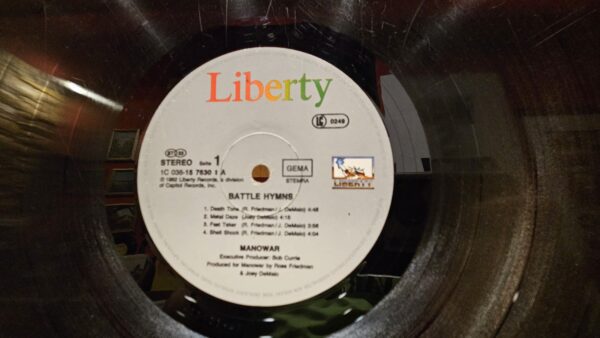 Liberty
LC 0249
STEREO
Seite 1
1C 038-15 7630 1 A
GEMA
STEMRA
℗ 1982 Liberty Records, a division
of Capitol Records, Inc.
LIBERTY
BATTLE HYMNS
1. Death Tone (R. Friedman/J. DeMaio) 4:48
2. Metal Daze (Joey DeMaio) 4:18
3. Fast Taker (R. Friedman/J. DeMaio) 3:56
4. Shell Shock (R. Friedman/J. DeMaio) 4:04
MANOWAR
Executive Producer: Bob Currie
Produced for Manowar by Ross Friedman
& Joey DeMaio